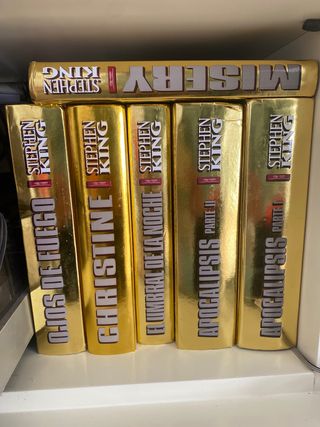 STEPHEN
KING
MISERY
STEPHEN
KING
OJOS DE FUEGO
STEPHEN
KING
CHRISTINE
STEPHEN
KING
EL UMBRAL DE LA NOCHE
STEPHEN
KING
APOCALIPSIS PARTE II
STEPHEN
KING
APOCALIPSIS PARTE I